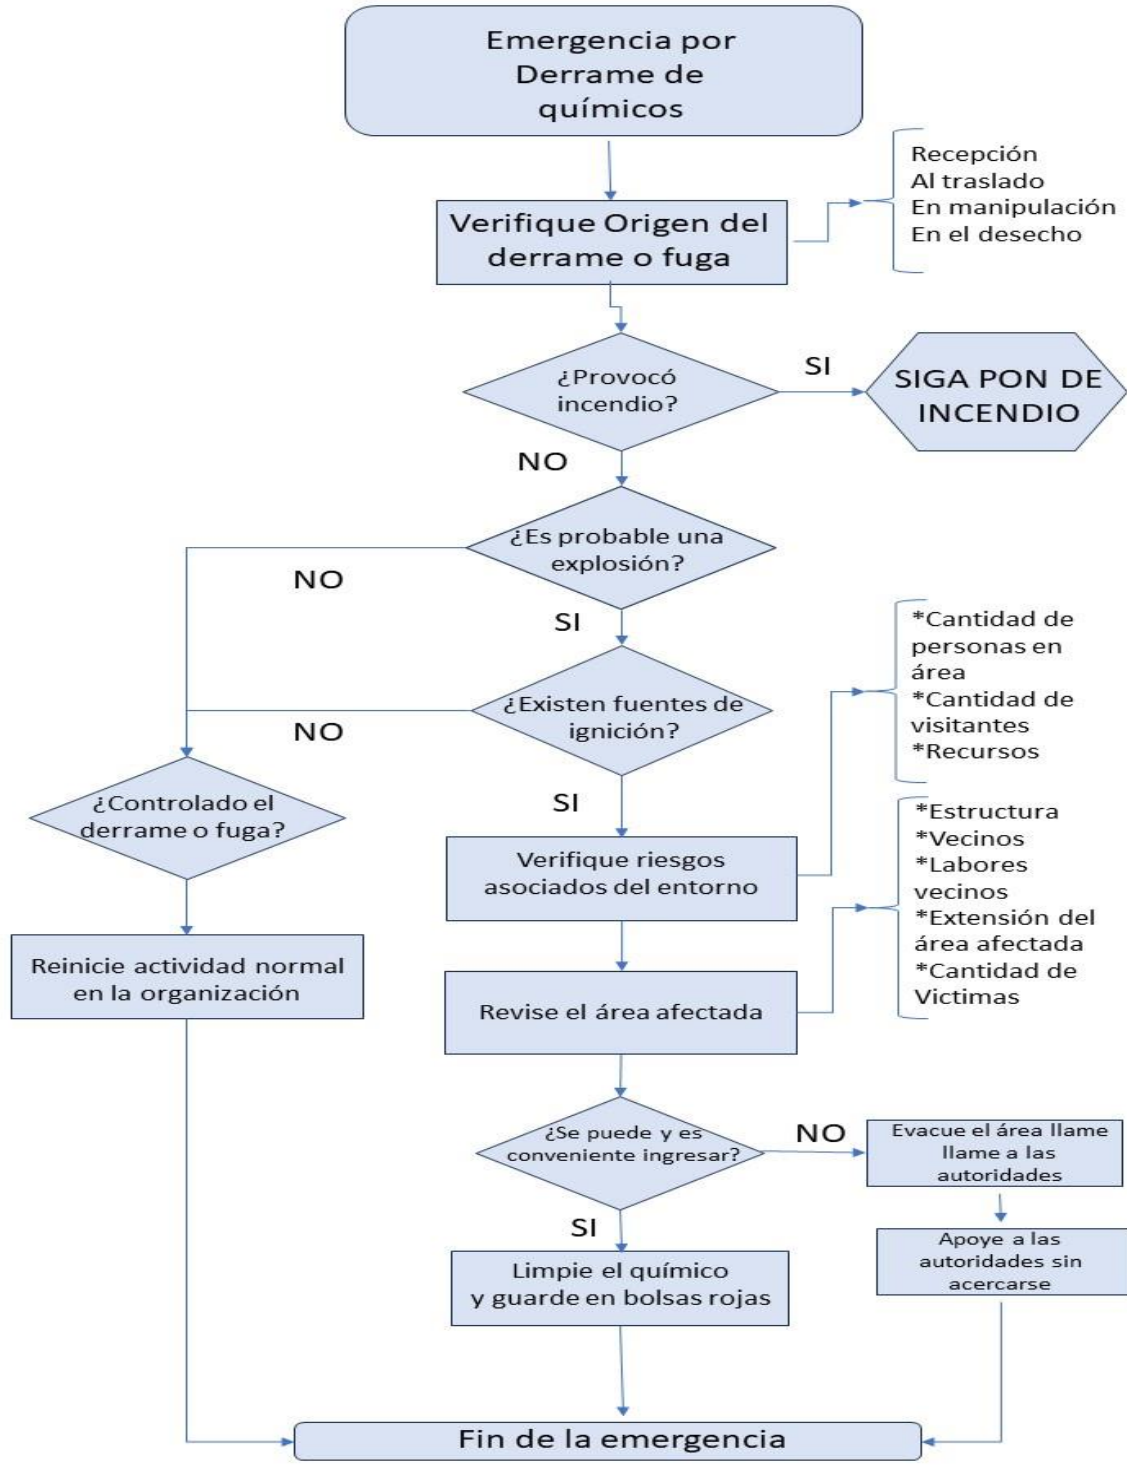 Emergencia por
Derrame de
químicos
Verifique Origen del
derrame o fuga
Recepción
Al traslado
En manipulación
En el desecho
¿Provocó
incendio?
SI
SIGA PON DE
INCENDIO
NO
¿Es probable una
explosión?
NO
SI
¿Existen fuentes de
ignición?
NO
SI
*Cantidad de
personas en
área
*Cantidad de
visitantes
*Recursos
¿Controlado el
derrame o fuga?
Verifique riesgos
asociados del entorno
*Estructura
*Vecinos
*Labores
vecinos
*Extensión del
área afectada
*Cantidad de
Victimas
Reinicie actividad normal
en la organización
Revise el área afectada
¿Se puede y es
conveniente ingresar?
NO
Evacue el área llame
llame a las
autoridades
SI
Apoye a las
autoridades sin
acercarse
Limpie el químico
y guarde en bolsas rojas
Fin de la emergencia